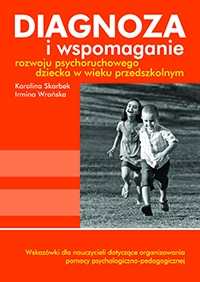 DIAGNOZA
i wspomaganie
rozwoju psychoruchowego
dziecka w wieku przedszkolnym
Karolina Skarbek
Irmina Wrońska
Wskazówki dla nauczycieli dotyczące organizowania
pomocy psychologiczno-pedagogicznej